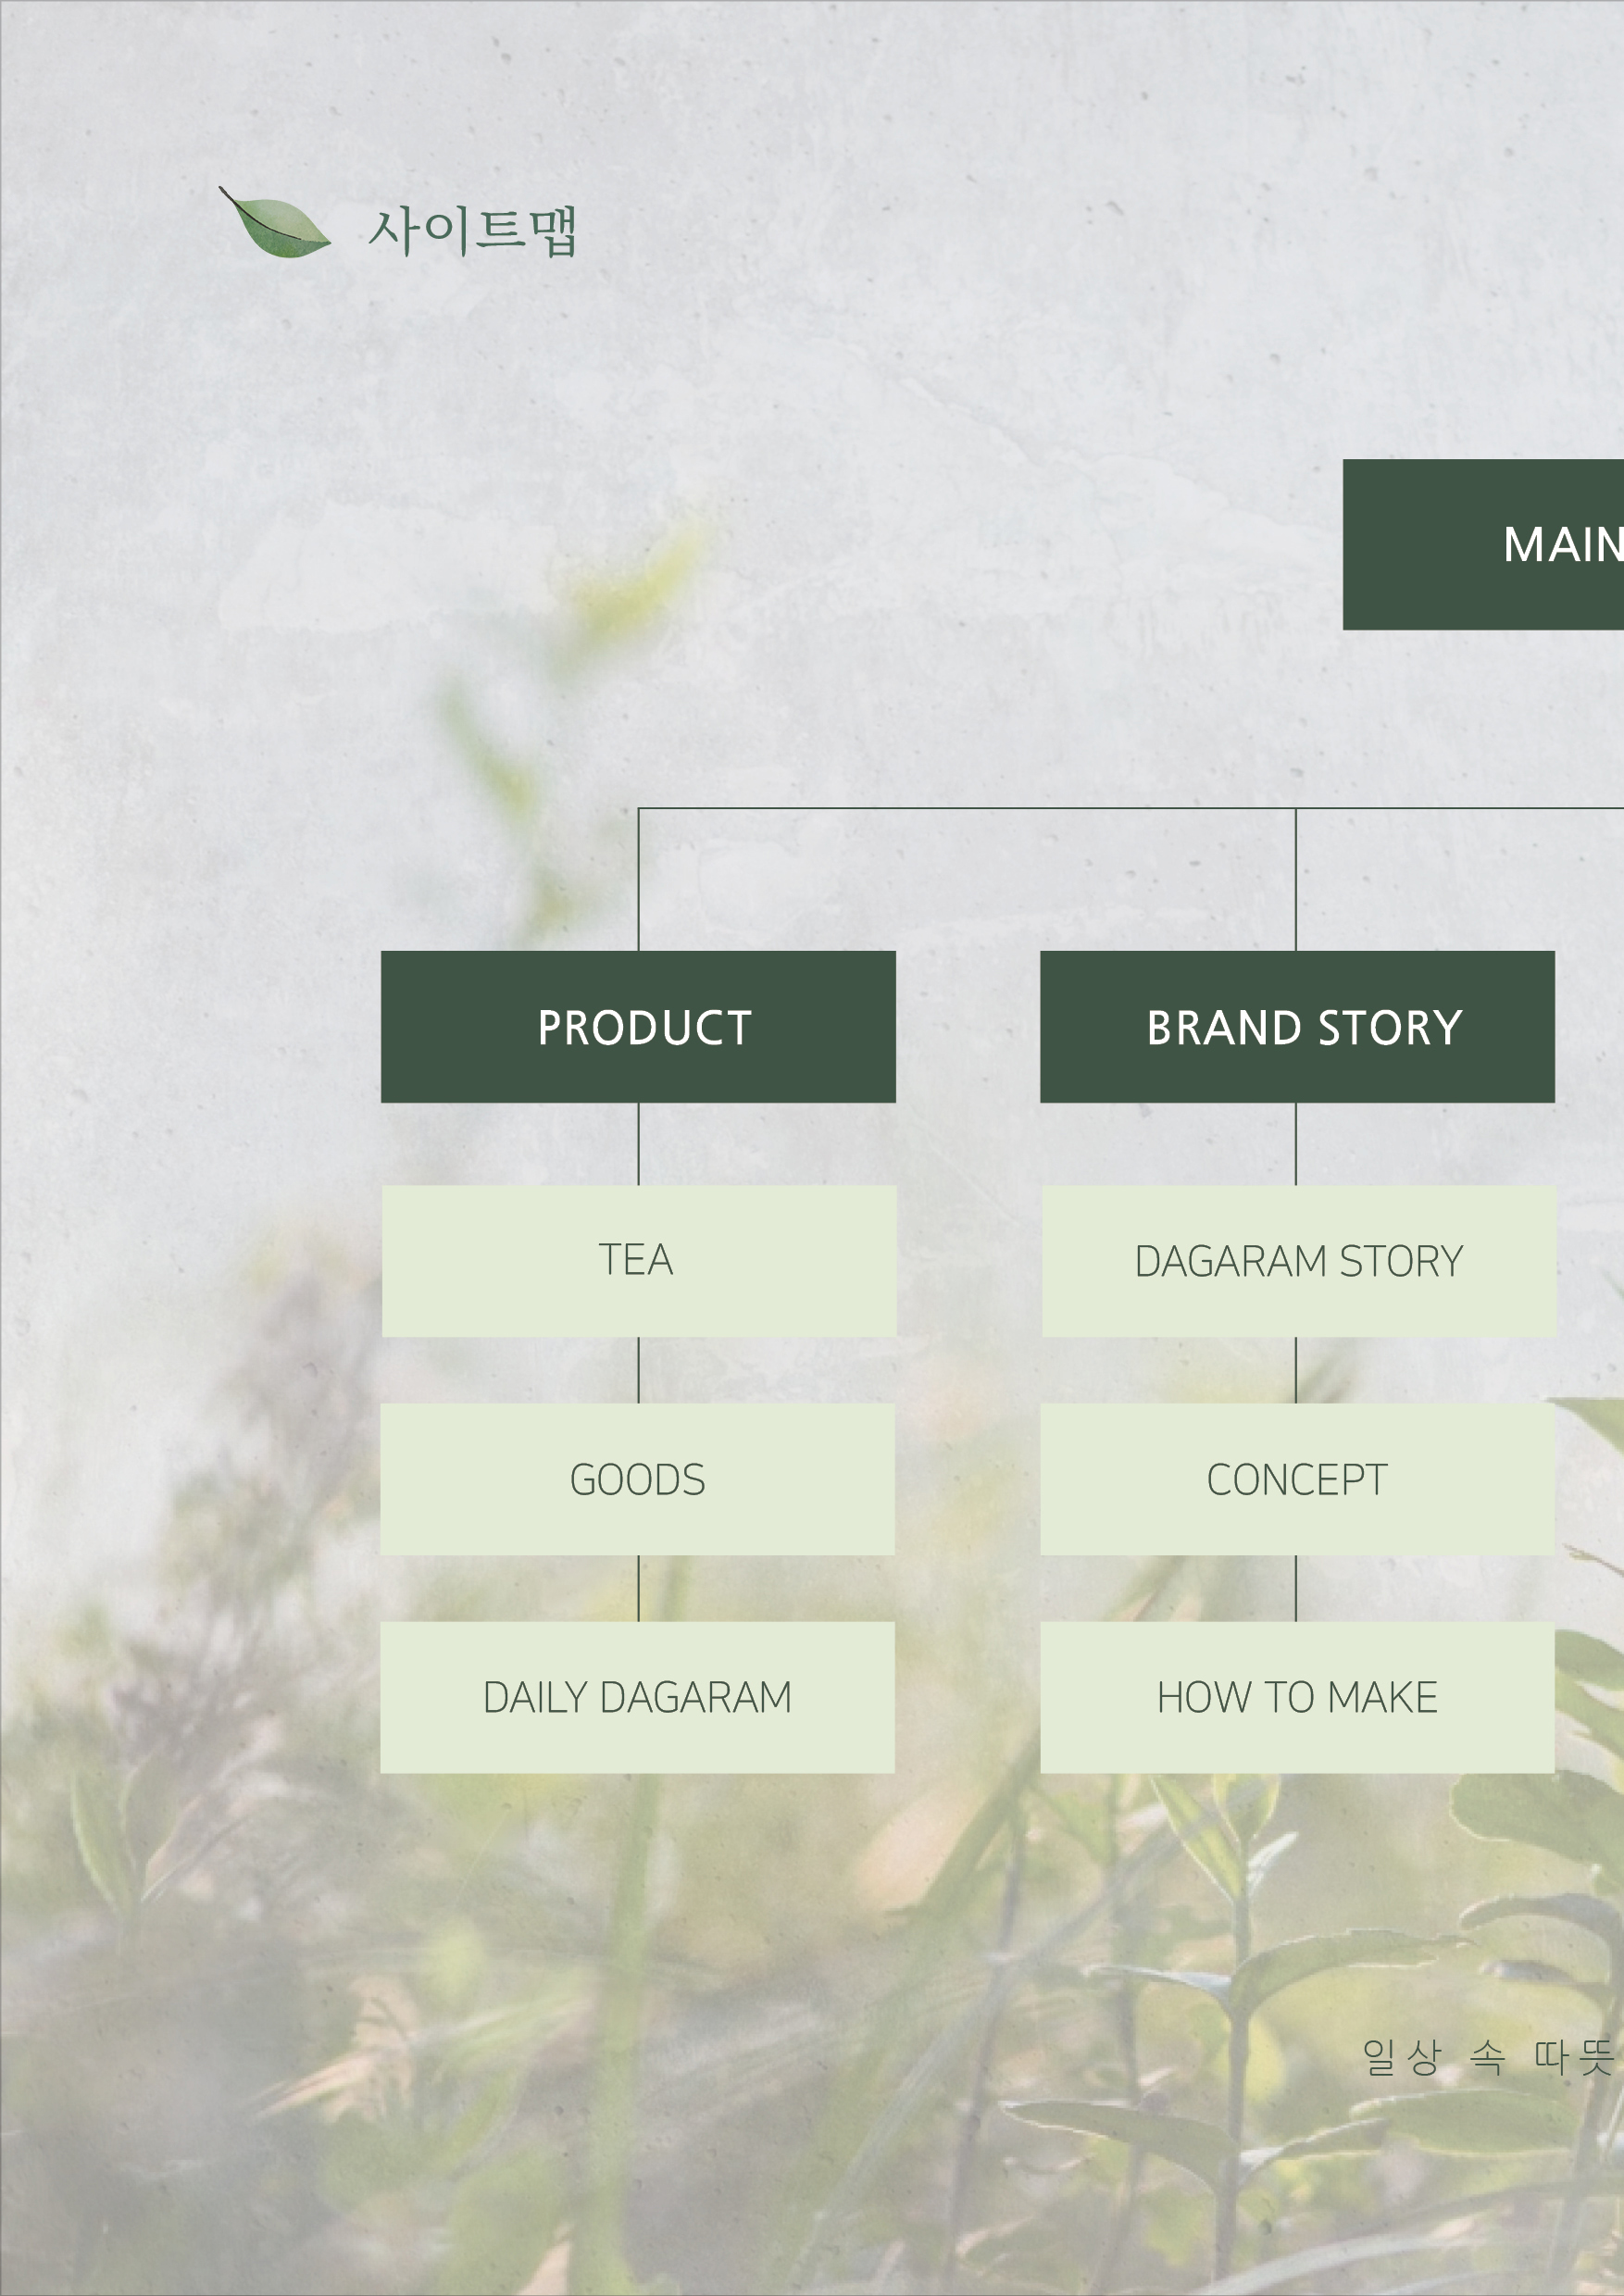 사이트맵
MAIN
PRODUCT
BRAND STORY
TEA
DAGARAM STORY
GOODS
CONCEPT
DAILY DAGARAM
HOW TO MAKE
일상 속 따뜻